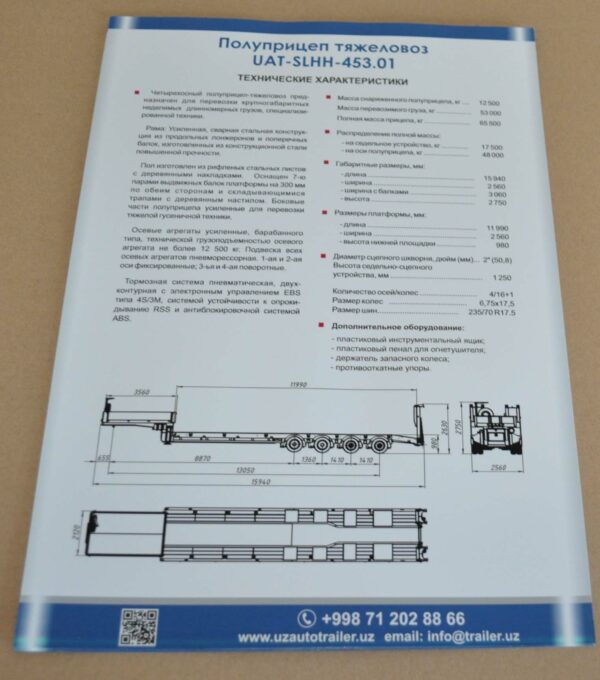 Полуприцеп тяжеловоз
UAT-SLHH-453.01
ТЕХНИЧЕСКИЕ ХАРАКТЕРИСТИКИ
Четырехосный полуприцеп-тяжеловоз пред-
назначен для перевозки крупногабаритных
неделимых длинномерных грузов, специализи-
рованной техники.
Рама: Усиленная, сварная стальная конструк-
ция из продольных лонжеронов и поперечных
балок, изготовленных из конструкционной стали
повышенной прочности.
Пол изготовлен из рифленых стальных листов
с деревянными накладками. Оснащен 7-ю
парами выдвижных балок платформы на 300 мм
по обеим сторонам и складывающимися
трапами с деревянным настилом. Боковые
части полуприцепа усиленные для перевозки
тяжелой гусеничной техники.
Осевые агрегаты усиленные, барабанного
типа, технической грузоподъемностью осевого
агрегата не более 12 500 кг. Подвеска всех
осевых агрегатов пневморессорная. 1-ая и 2-ая
оси фиксированные; 3-ья и 4-ая поворотные.
Тормозная система пневматическая, двух-
контурная с электронным управлением EBS
типа 4S/3M, системой устойчивости к опроки-
дыванию RSS и антиблокировочной системой
ABS.
Масса снаряженного полуприцепа, кг .... 12 500
Масса перевозимого груза, кг .... 53 000
Полная масса прицепа, кг .... 65 500
Распределение полной массы:
- на седельное устройство, кг .... 17 500
- на оси полуприцепа, кг .... 48 000
Габаритные размеры, мм:
- длина .... 15 940
- ширина .... 2 560
- ширина с балками .... 3 060
- высота .... 2 750
Размеры платформы, мм:
- длина .... 11 990
- ширина .... 2 560
- высота нижней площадки .... 980
Диаметр сцепного шкворня, дюйм (мм)... 2" (50,8)
Высота седельно-сцепного
устройства, мм .... 1 250
Количество осей/колес .... 4/16+1
Размер колес .... 6,75x17,5
Размер шин .... 235/70 R17.5
Дополнительное оборудование:
- пластиковый инструментальный ящик;
- пластиковый пенал для огнетушителя;
- держатель запасного колеса;
- противооткатные упоры.
11990
3560
2630
2750
980
655 8870 1360 1410 1410
13050
15940
2560
2120
+998 71 202 88 66
www.uzautotrailer.uz email: info@trailer.uz